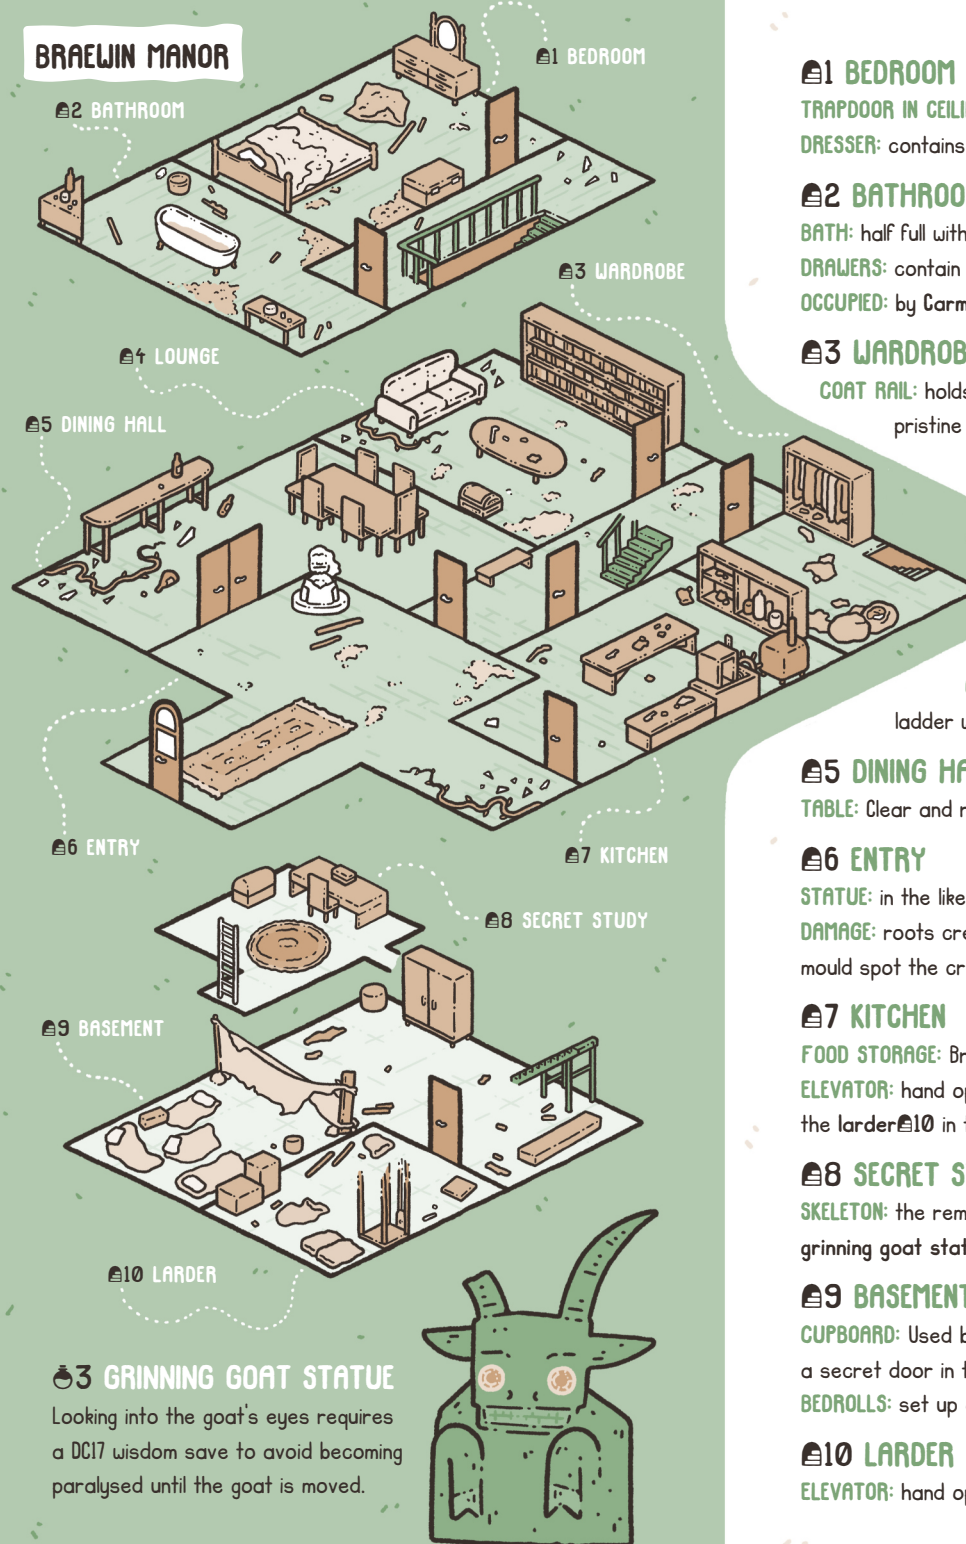 BRAEWIN MANOR
1 BEDROOM
2 BATHROOM
3 WARDROBE
4 LOUNGE
5 DINING HALL
6 ENTRY
7 KITCHEN
8 SECRET STUDY
9 BASEMENT
10 LARDER
3 GRINNING GOAT STATUE
Looking into the goat's eyes requires
a DC17 wisdom save to avoid becoming
paralysed until the goat is moved.
1 BEDROOM
TRAPDOOR IN
DRESSER: contains
2
BATH: half full with
DRAWERS: contain
OCCUPIED: by
3
COAT RAIL: holds
pristine
ladder
5 DINING
TABLE: Clear and
6 ENTRY
STATUE: in the
DAMAGE: roots
mould spot the
7 KITCHEN
FOOD STORAGE:
ELEVATOR: hand
the larder 10 in
8 SECRET
SKELETON: the
grinning goat
9 BASEMENT
CUPBOARD: Used
a secret door in
BEDROLLS: set up
10 LARDER
ELEVATOR: hand